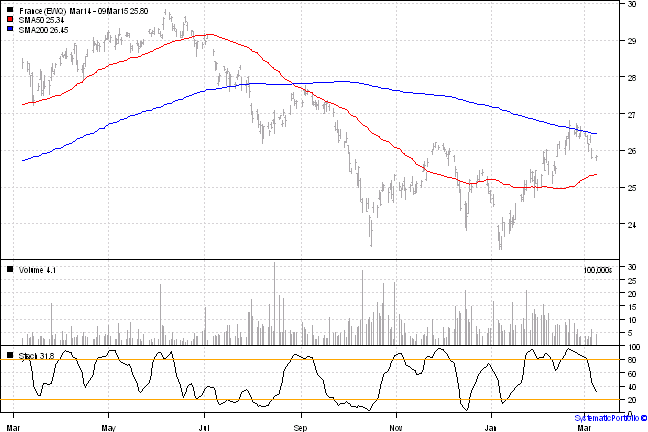 France (EWQ) Mar14 - 09Mar15 25.80
SMA50 25.34
SMA200 26.45
30
29
28
27
26
25
24
Volume 4.1
100,000s
30
25
20
15
10
5
Stoch 31.8
100
80
60
40
20
0
Mar May Jul Sep Nov Jan Mar
SystematicPortfolio ©